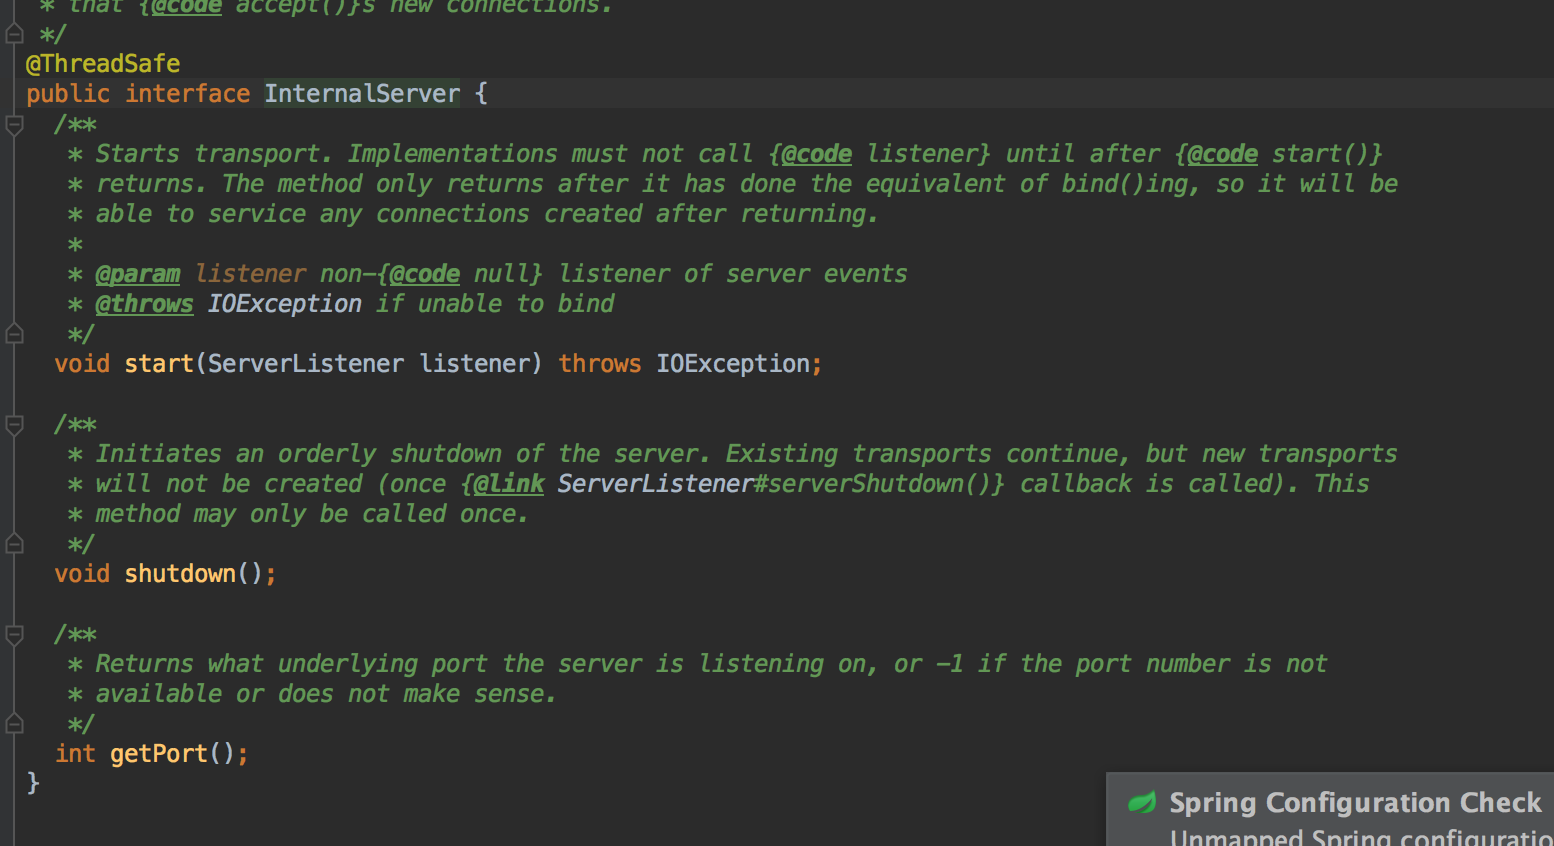 * that {@code accept()}s new connections.
*/
@ThreadSafe
public interface InternalServer {
/**
* Starts transport. Implementations must not call {@code listener} until after {@code start()}
* returns. The method only returns after it has done the equivalent of bind()ing, so it will be
* able to service any connections created after returning.
*
* @param listener non-{@code null} listener of server events
* @throws IOException if unable to bind
*/
void start(ServerListener listener) throws IOException;
/**
* Initiates an orderly shutdown of the server. Existing transports continue, but new transports
* will not be created (once {@link ServerListener#serverShutdown()} callback is called). This
* method may only be called once.
*/
void shutdown();
/**
* Returns what underlying port the server is listening on, or -1 if the port number is not
* available or does not make sense.
*/
int getPort();
}
Spring Configuration Check
Unmapped Spring configuratio